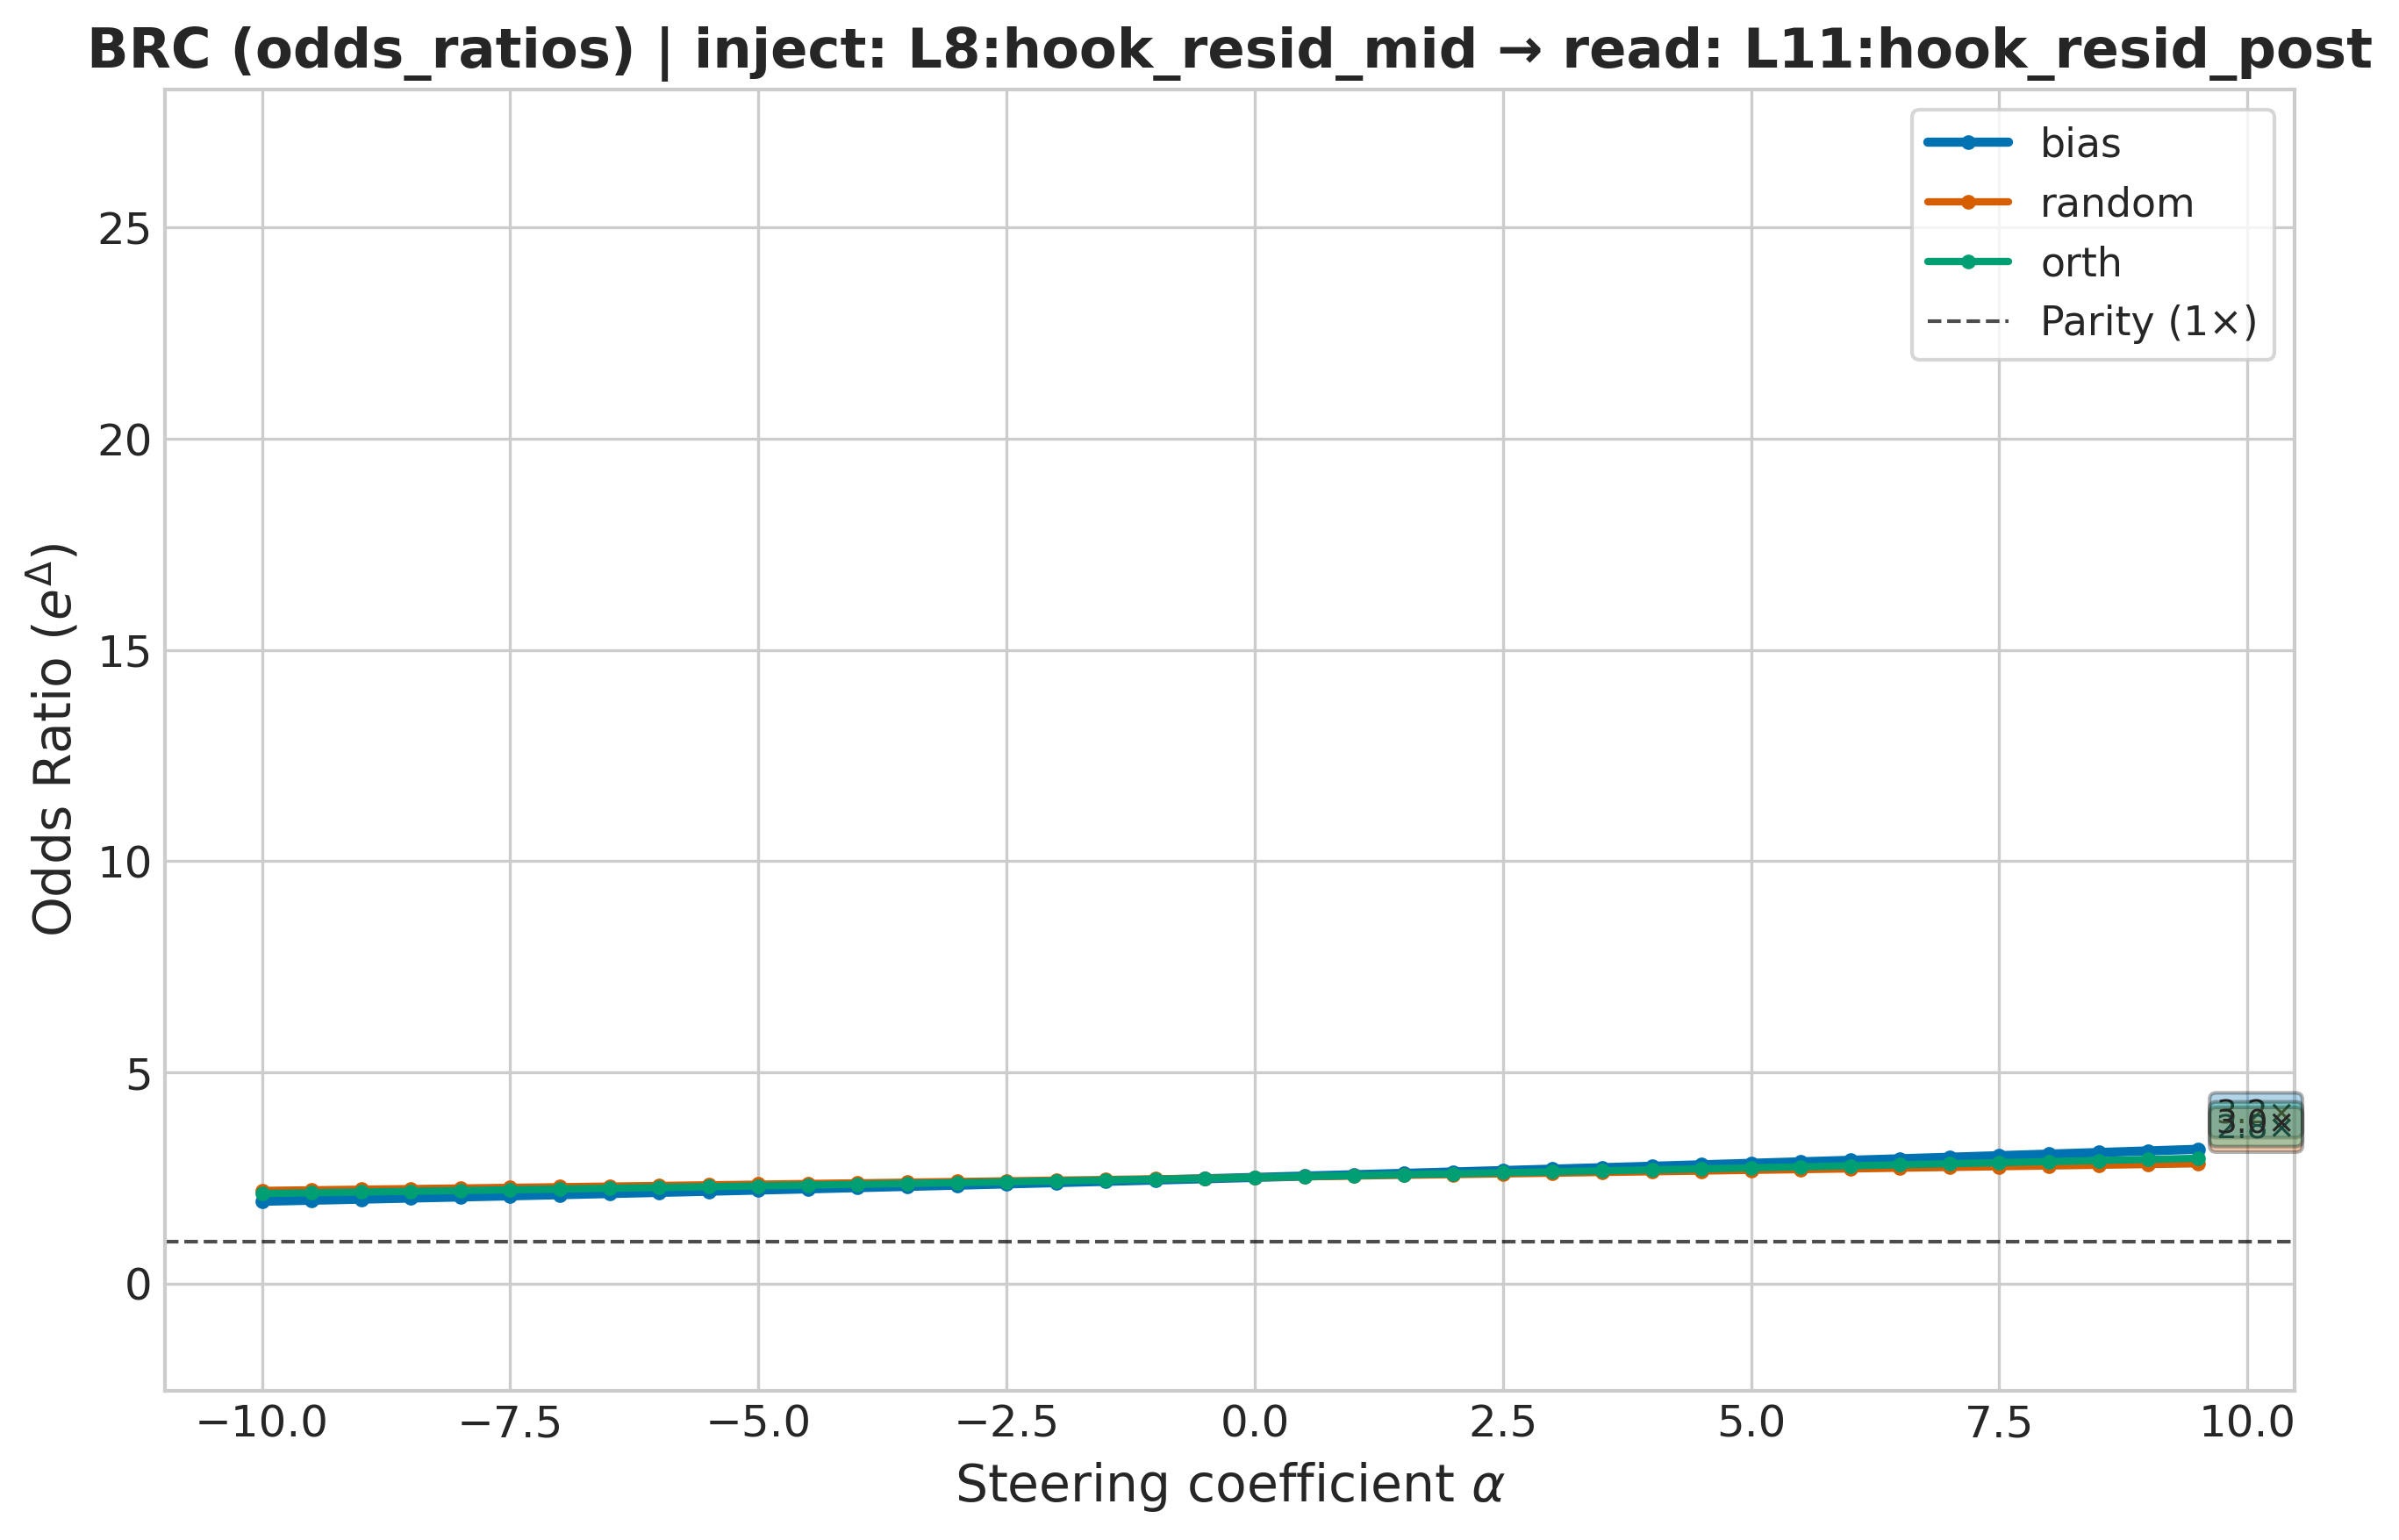 BRC (odds_ratios) | inject: L8:hook_resid_mid → read: L11:hook_resid_post
bias
random
orth
Parity (1×)
Odds Ratio (e^Δ)
25
20
15
10
5
0
3.0×
−10.0
−7.5
−5.0
−2.5
0.0
2.5
5.0
7.5
10.0
Steering coefficient α